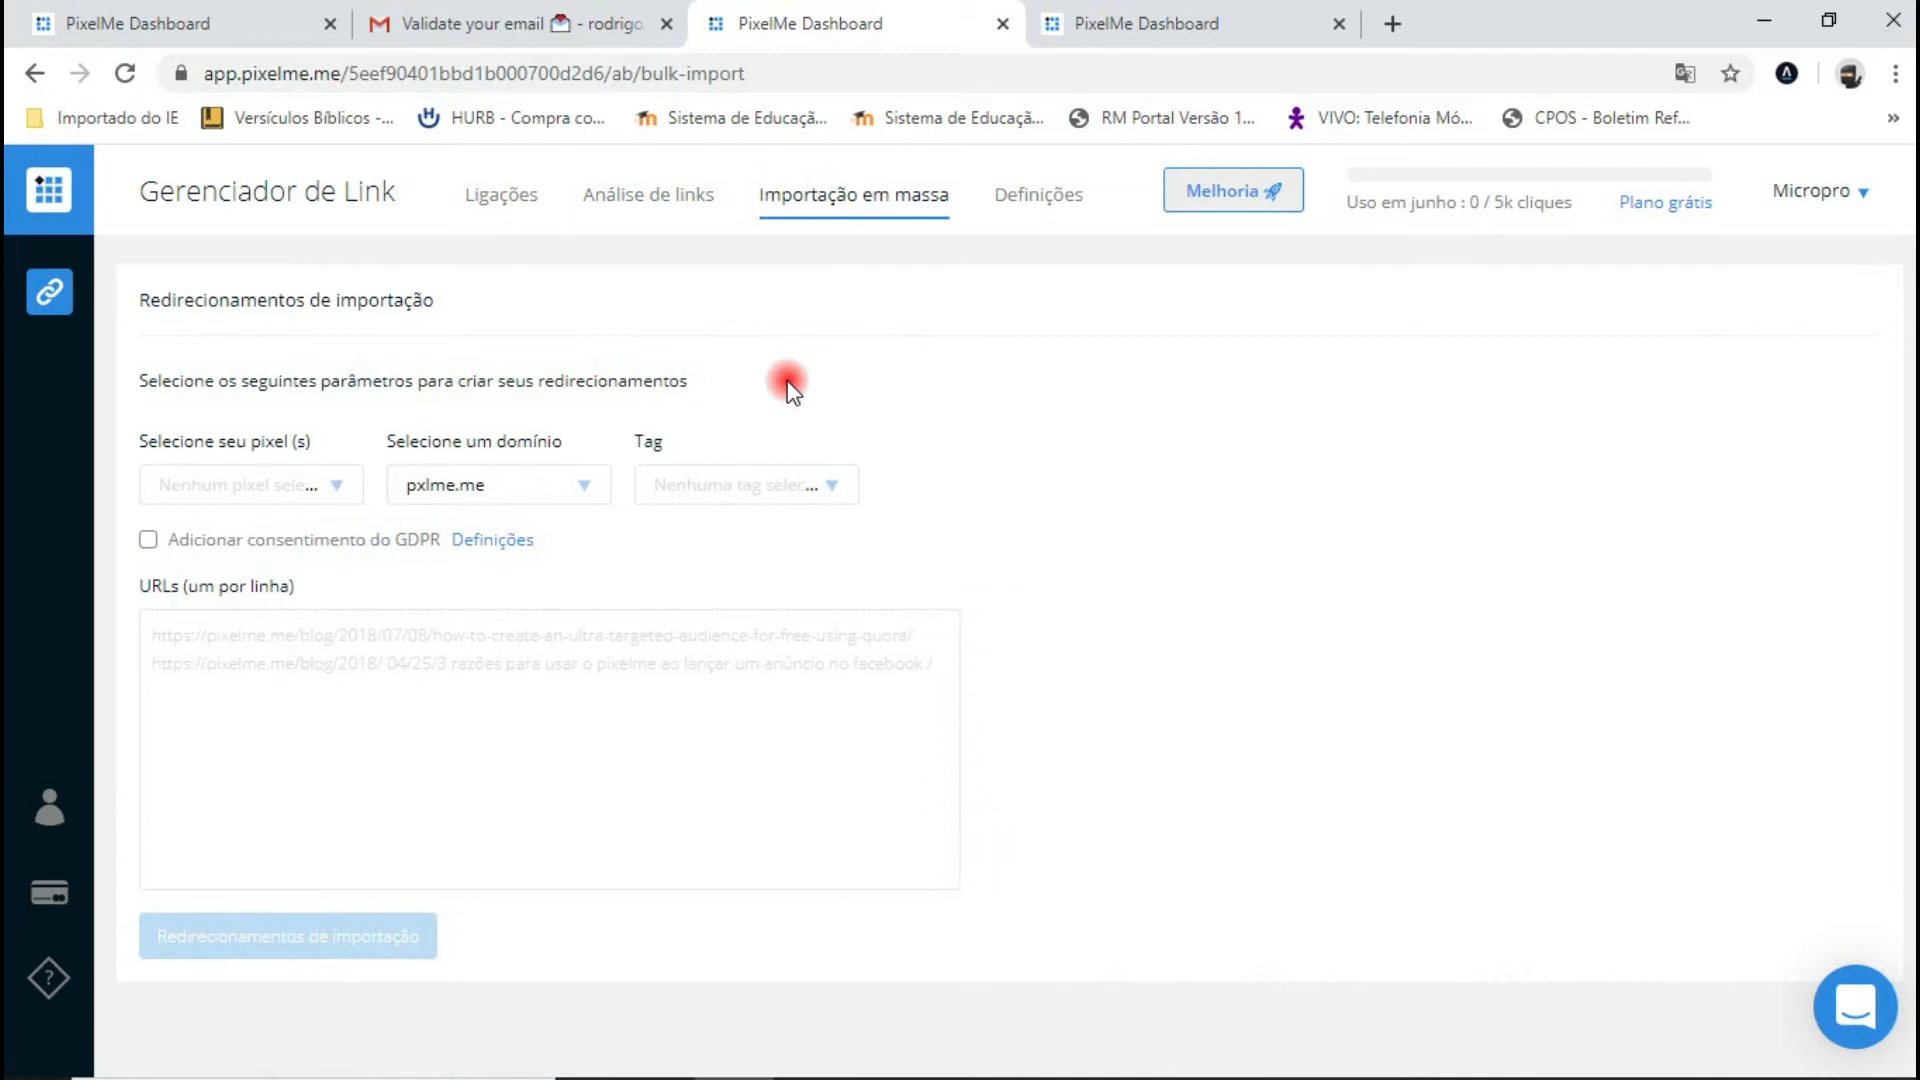 PixelMe Dashboard
Validate your email - rodrigo
PixelMe Dashboard
PixelMe Dashboard
app.pixelme.me/5eef90401bbd1b000700d2d6/ab/bulk-import
Importado do IE
Versículos Bíblicos -...
HURB - Compra co...
Sistema de Educaçã...
Sistema de Educaçã...
RM Portal Versão 1...
VIVO: Telefonia Mó...
CPOS - Boletim Ref...
»
Gerenciador de Link
Ligações
Análise de links
Importação em massa
Definições
Melhoria
Uso em junho : 0 / 5k cliques
Plano grátis
Micropro
Redirecionamentos de importação
Selecione os seguintes parâmetros para criar seus redirecionamentos
Selecione seu pixel (s)
Selecione um domínio
Tag
Nenhum pixel sele...
pxlme.me
Nenhuma tag selec...
Adicionar consentimento do GDPR Definições
URLs (um por linha)
https://pixelme.me/blog/2018/07/08/how-to-create-an-ultra-targeted-audience-for-free-using-quora/
https://pixelme.me/blog/2018/ 04/25/3 razões para usar o pixelme ao lançar um anúncio no facebook /
Redirecionamentos de importação
?